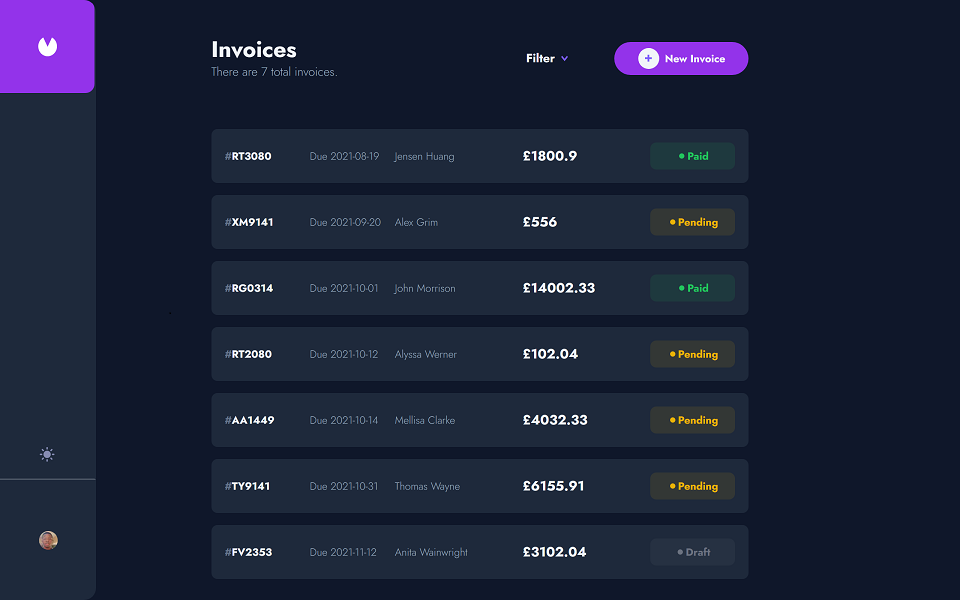 Invoices
There are 7 total invoices.
Filter
New Invoice
#RT3080 Due 2021-08-19 Jensen Huang £1800.9 Paid
#XM9141 Due 2021-09-20 Alex Grim £556 Pending
#RG0314 Due 2021-10-01 John Morrison £14002.33 Paid
#RT2080 Due 2021-10-12 Alyssa Werner £102.04 Pending
#AA1449 Due 2021-10-14 Mellisa Clarke £4032.33 Pending
#TY9141 Due 2021-10-31 Thomas Wayne £6155.91 Pending
#FV2353 Due 2021-11-12 Anita Wainwright £3102.04 Draft